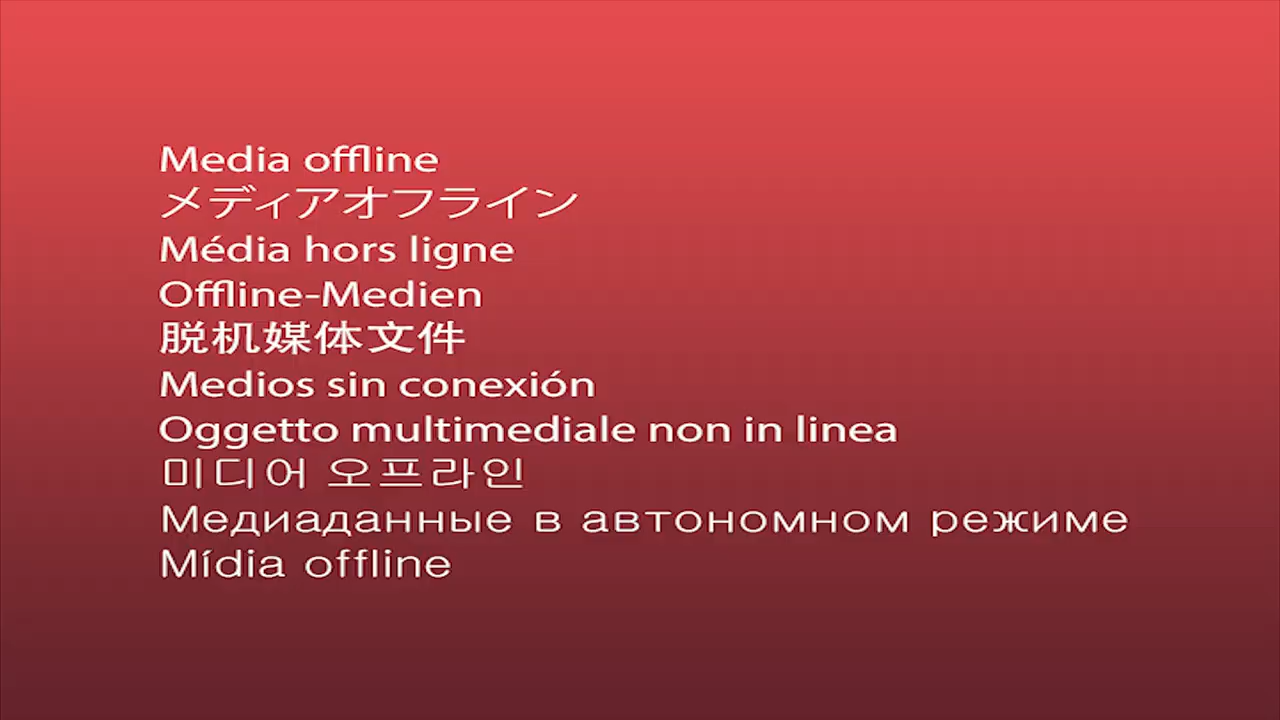 Media offline
メディアオフライン
Média hors ligne
Offline-Medien
脱机媒体文件
Medios sin conexión
Oggetto multimediale non in linea
미디어 오프라인
Медиаданные в автономном режиме
Mídia offline